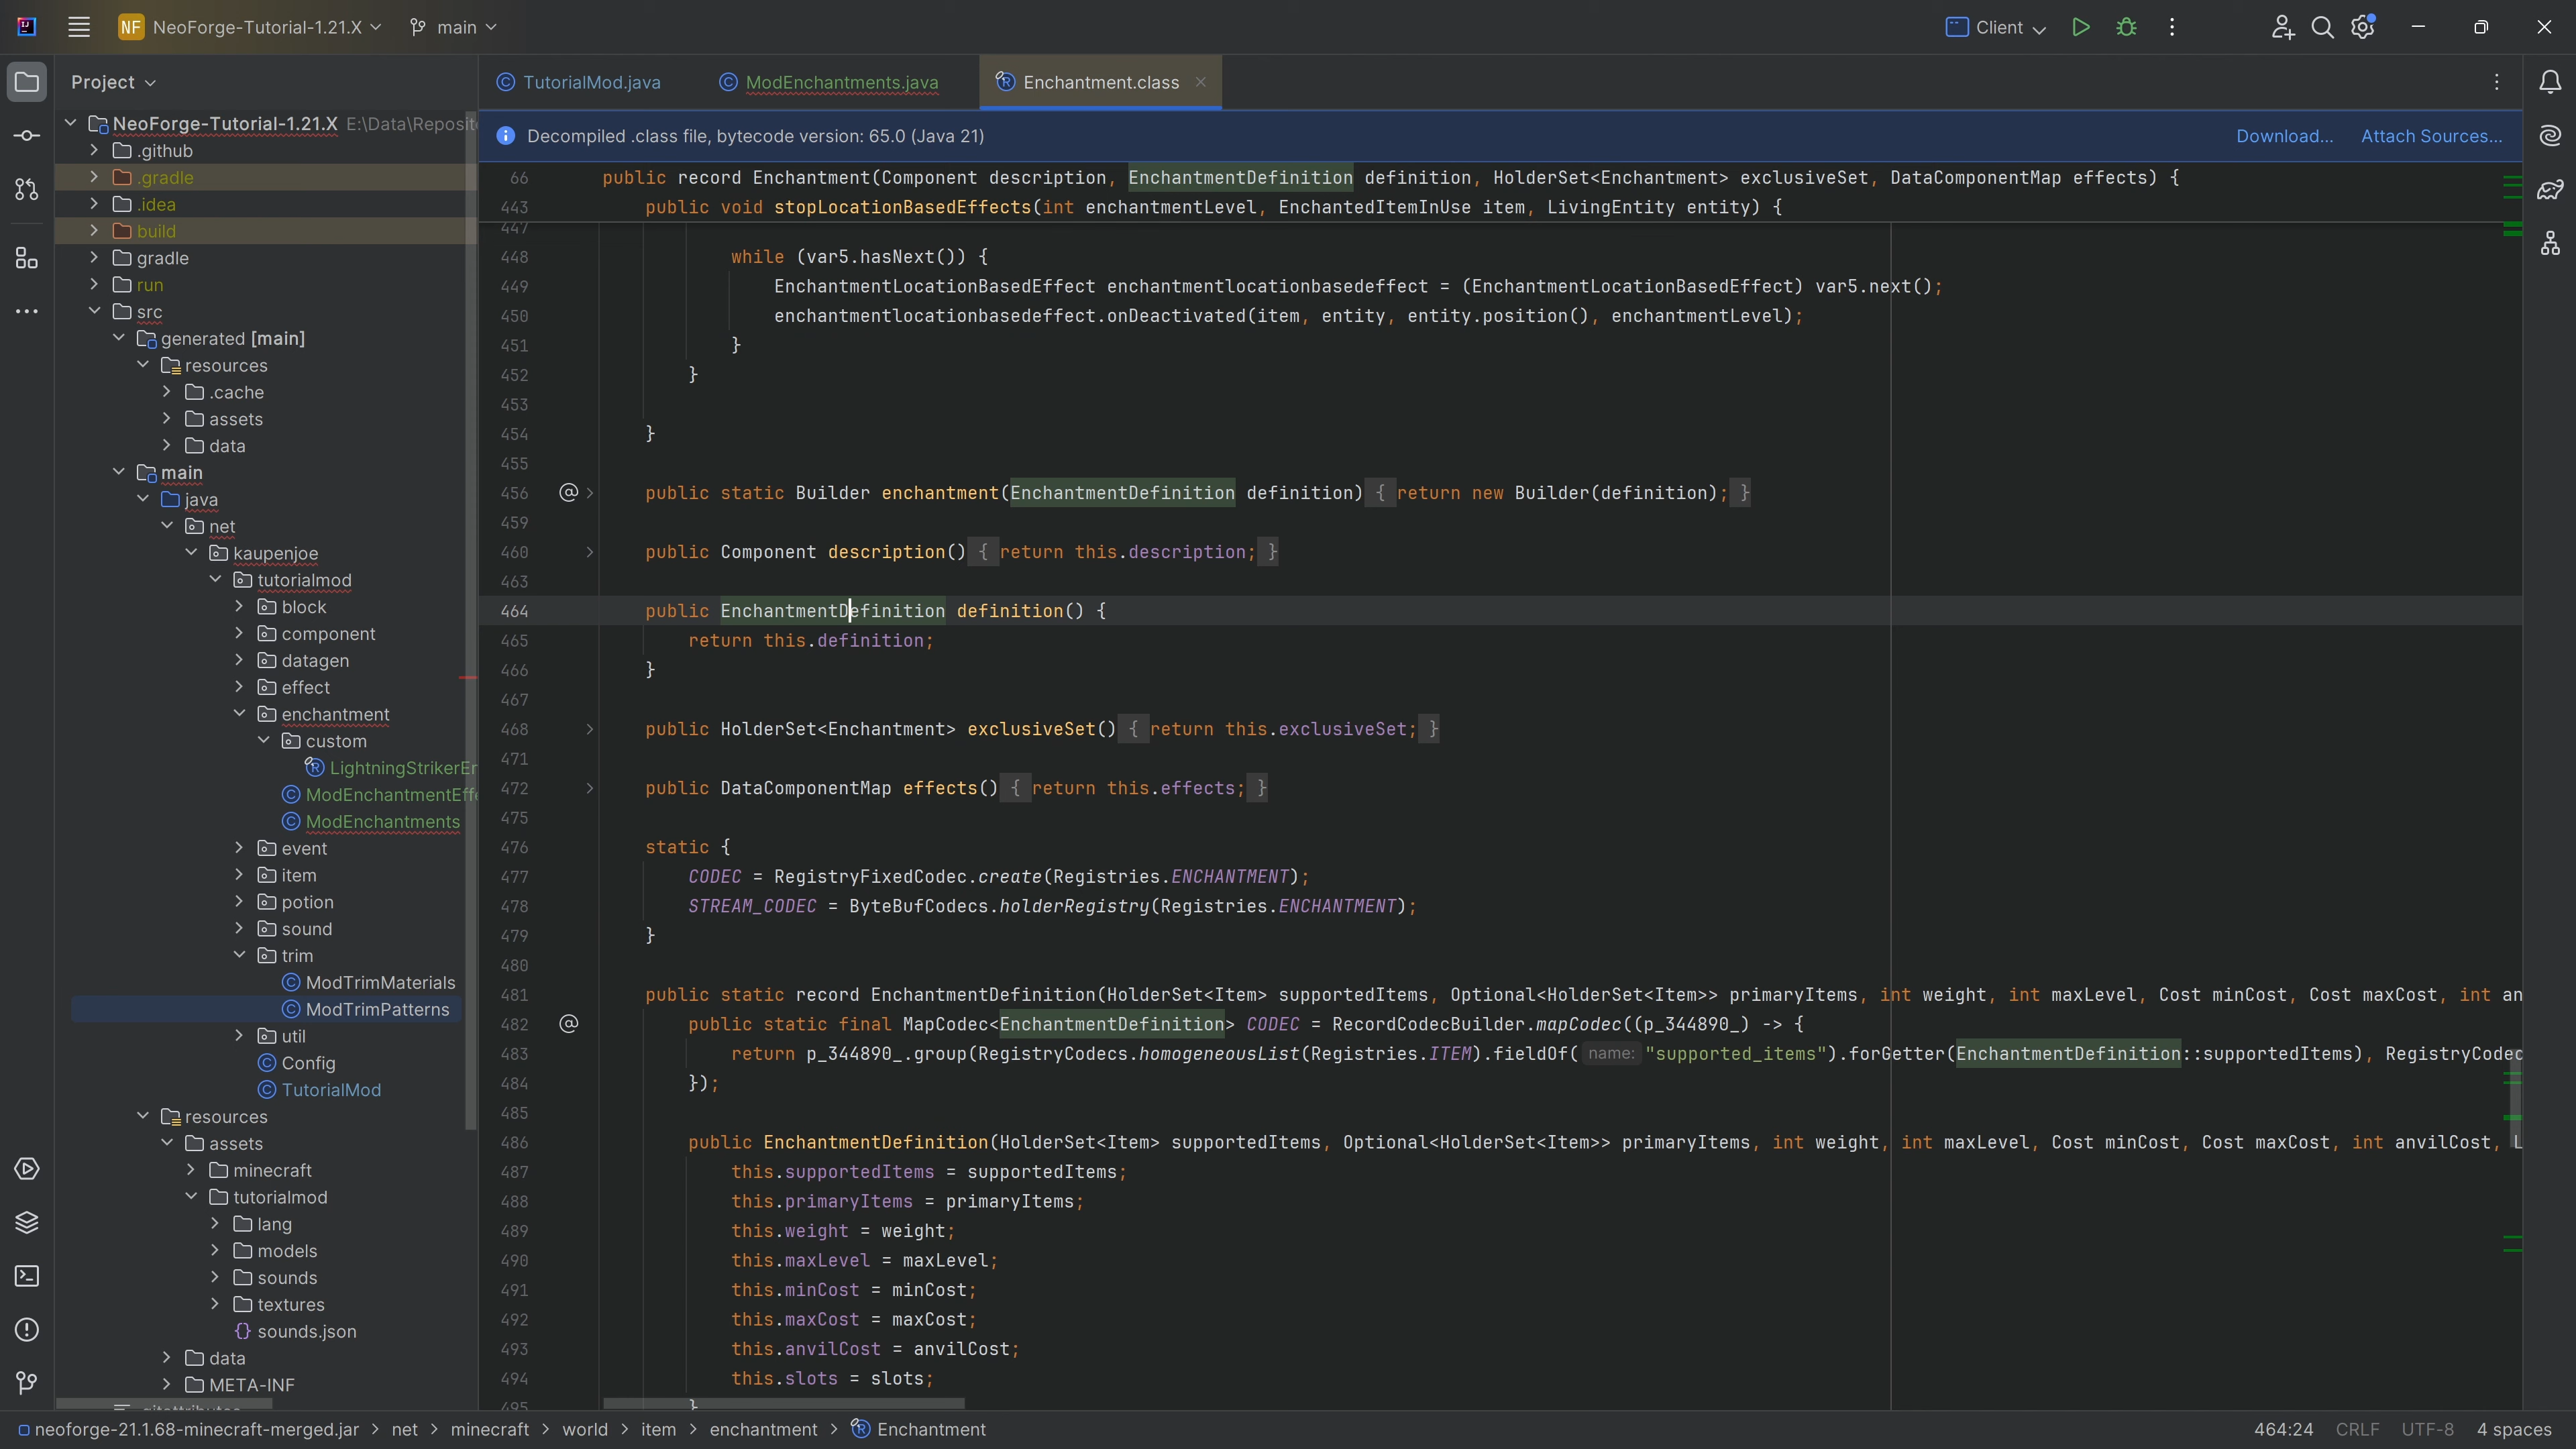 NF NeoForge-Tutorial-1.21.X main Client
Project
TutorialMod.java ModEnchantments.java Enchantment.class
NeoForge-Tutorial-1.21.X E:\Data\Reposit
.github
.gradle
.idea
build
gradle
run
src
generated [main]
resources
.cache
assets
data
main
java
net
kaupenjoe
tutorialmod
block
component
datagen
effect
enchantment
custom
LightningStrikerEr
ModEnchantmentEffe
ModEnchantments
event
item
potion
sound
trim
ModTrimMaterials
ModTrimPatterns
util
Config
TutorialMod
resources
assets
minecraft
tutorialmod
lang
models
sounds
textures
{} sounds.json
data
META-INF
Decompiled .class file, bytecode version: 65.0 (Java 21) Download... Attach Sources...
66 public record Enchantment(Component description, EnchantmentDefinition definition, HolderSet<Enchantment> exclusiveSet, DataComponentMap effects) {
443 public void stopLocationBasedEffects(int enchantmentLevel, EnchantedItemInUse item, LivingEntity entity) {
447
448 while (var5.hasNext()) {
449 EnchantmentLocationBasedEffect enchantmentlocationbasedeffect = (EnchantmentLocationBasedEffect) var5.next();
450 enchantmentlocationbasedeffect.onDeactivated(item, entity, entity.position(), enchantmentLevel);
451 }
452 }
453
454 }
455
456 @ public static Builder enchantment(EnchantmentDefinition definition) { return new Builder(definition); }
459
460 public Component description() { return this.description; }
463
464 public EnchantmentDefinition definition() {
465 return this.definition;
466 }
467
468 public HolderSet<Enchantment> exclusiveSet() { return this.exclusiveSet; }
471
472 public DataComponentMap effects() { return this.effects; }
475
476 static {
477 CODEC = RegistryFixedCodec.create(Registries.ENCHANTMENT);
478 STREAM_CODEC = ByteBufCodecs.holderRegistry(Registries.ENCHANTMENT);
479 }
480
481 public static record EnchantmentDefinition(HolderSet<Item> supportedItems, Optional<HolderSet<Item>> primaryItems, int weight, int maxLevel, Cost minCost, Cost maxCost, int an
482 @ public static final MapCodec<EnchantmentDefinition> CODEC = RecordCodecBuilder.mapCodec((p_344890_) -> {
483 return p_344890_.group(RegistryCodecs.homogeneousList(Registries.ITEM).fieldOf( name: "supported_items").forGetter(EnchantmentDefinition::supportedItems), RegistryCodec
484 });
485
486 public EnchantmentDefinition(HolderSet<Item> supportedItems, Optional<HolderSet<Item>> primaryItems, int weight, int maxLevel, Cost minCost, Cost maxCost, int anvilCost, L
487 this.supportedItems = supportedItems;
488 this.primaryItems = primaryItems;
489 this.weight = weight;
490 this.maxLevel = maxLevel;
491 this.minCost = minCost;
492 this.maxCost = maxCost;
493 this.anvilCost = anvilCost;
494 this.slots = slots;
495 }
neoforge-21.1.68-minecraft-merged.jar > net > minecraft > world > item > enchantment > Enchantment 464:24 CRLF UTF-8 4 spaces